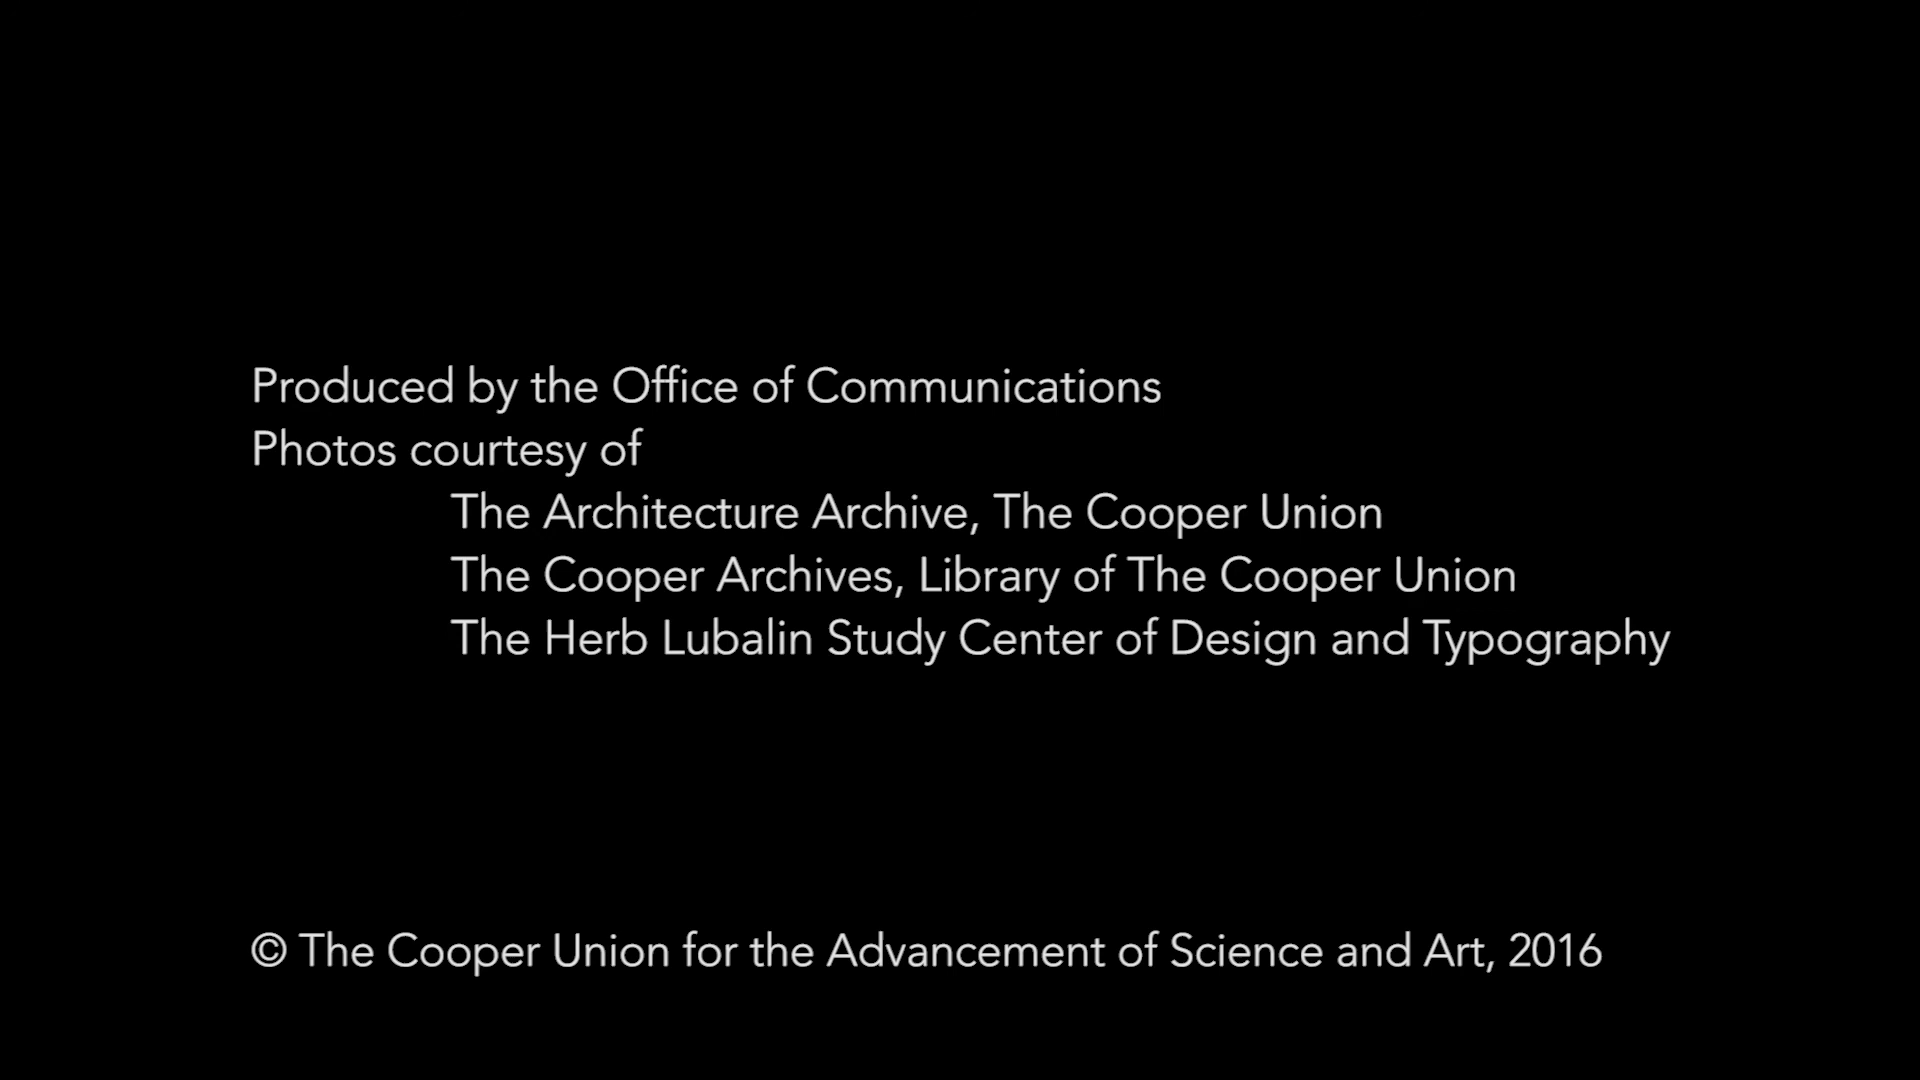 Produced by the Office of Communications
Photos courtesy of
The Architecture Archive, The Cooper Union
The Cooper Archives, Library of The Cooper Union
The Herb Lubalin Study Center of Design and Typography
© The Cooper Union for the Advancement of Science and Art, 2016